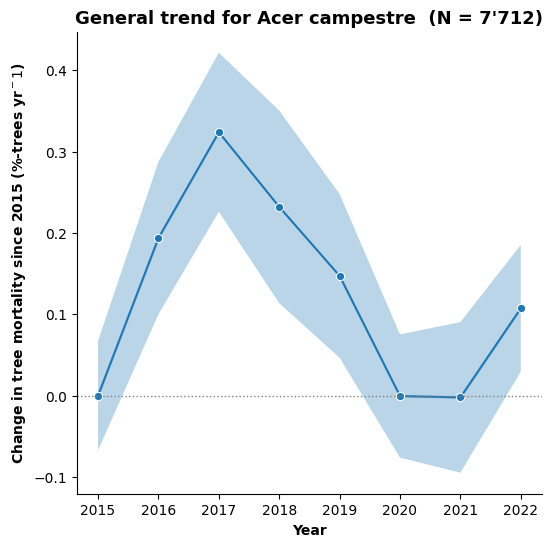 General trend for Acer campestre  (N = 7'712)
Change in tree mortality since 2015 (%-trees yr⁻1)
0.4
0.3
0.2
0.1
0.0
−0.1
2015 2016 2017 2018 2019 2020 2021 2022
Year